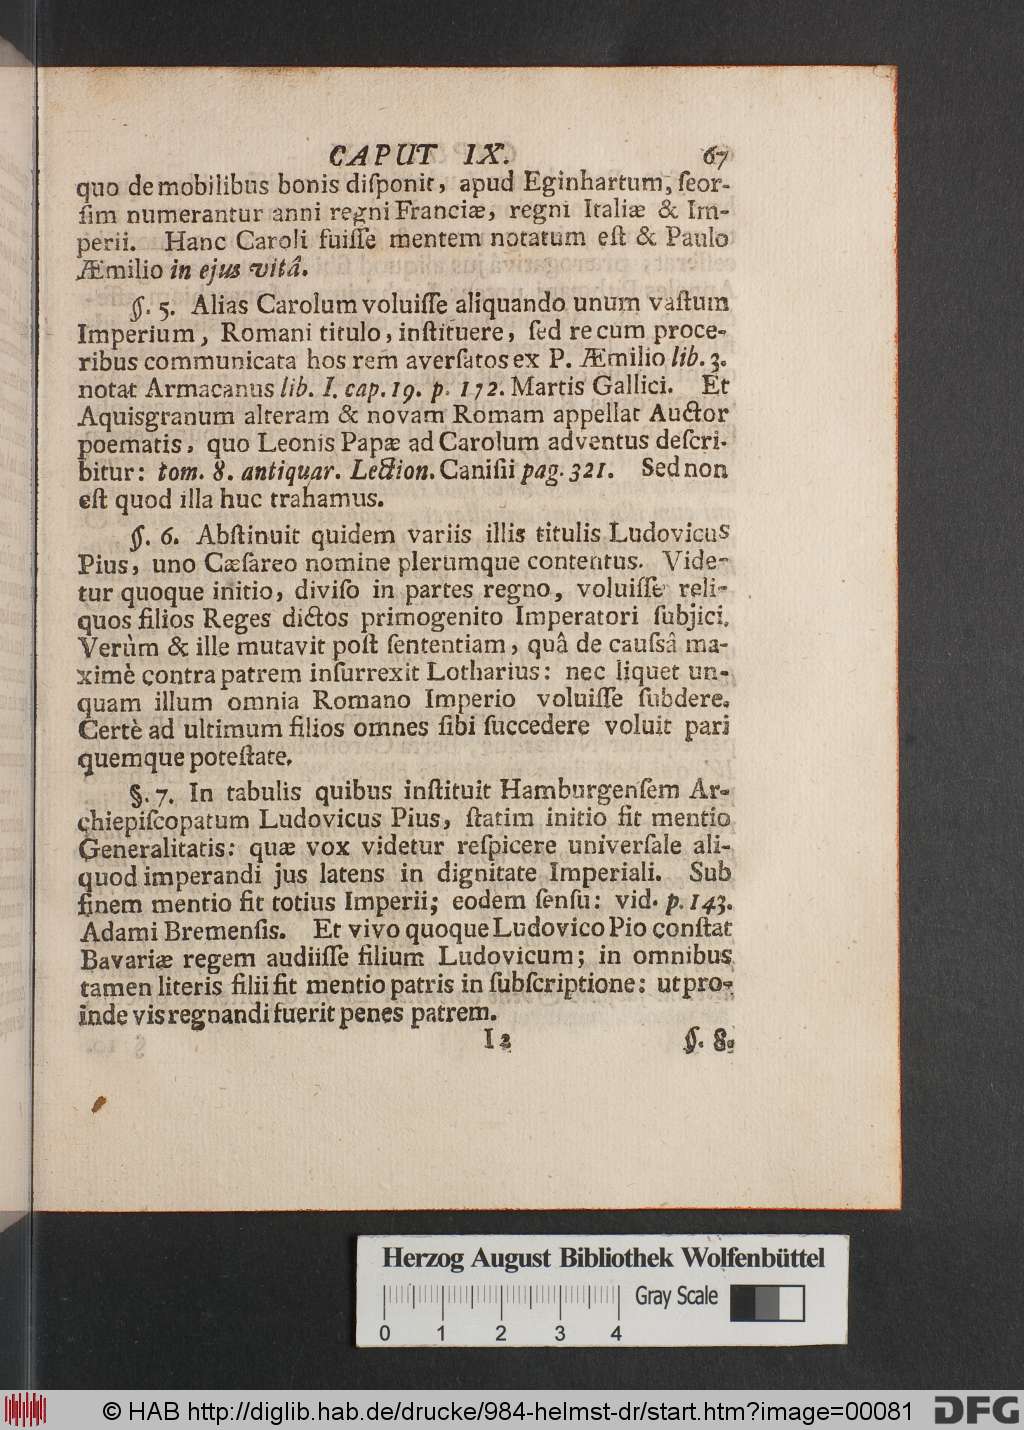 CAPUT IX. 67
quo de mobilibus bonis diſponit, apud Eginhartum, ſeor-
ſim numerantur anni regni Franciæ, regni Italiæ & Im-
perii. Hanc Caroli fuiſſe mentem notatum eſt & Paulo
Æmilio in ejus vitâ.
§. 5. Alias Carolum voluiſſe aliquando unum vaſtum
Imperium, Romani titulo, inſtituere, ſed re cum proce-
ribus communicata hos rem averſatos ex P. Æmilio lib. 3.
notat Armacanus lib. I. cap. 19. p. 172. Martis Gallici. Et
Aquisgranum alteram & novam Romam appellat Auctor
poematis, quo Leonis Papæ ad Carolum adventus deſcri-
bitur: tom. 8. antiquar. Lection. Caniſii pag. 321. Sed non
eſt quod illa huc trahamus.
§. 6. Abſtinuit quidem variis illis titulis Ludovicus
Pius, uno Cæſareo nomine plerumque contentus. Vide-
tur quoque initio, diviſo in partes regno, voluiſſe reli-
quos filios Reges dictos primogenito Imperatori ſubjici.
Verùm & ille mutavit poſt ſententiam, quâ de cauſsâ ma-
ximè contra patrem inſurrexit Lotharius: nec liquet un-
quam illum omnia Romano Imperio voluiſſe ſubdere.
Certè ad ultimum filios omnes ſibi ſuccedere voluit pari
quemque poteſtate.
§. 7. In tabulis quibus inſtituit Hamburgenſem Ar-
chiepiſcopatum Ludovicus Pius, ſtatim initio fit mentio
Generalitatis: quæ vox videtur reſpicere univerſale ali-
quod imperandi jus latens in dignitate Imperiali. Sub
finem mentio fit totius Imperii; eodem ſenſu: vid. p. 143.
Adami Bremenſis. Et vivo quoque Ludovico Pio conſtat
Bavariæ regem audiiſſe filium Ludovicum; in omnibus
tamen literis filii fit mentio patris in ſubſcriptione: ut pro-
inde vis regnandi fuerit penes patrem.
I 2 §. 8.
Herzog August Bibliothek Wolfenbüttel
Gray Scale
0 1 2 3 4
© HAB http://diglib.hab.de/drucke/984-helmst-dr/start.htm?image=00081 DFG